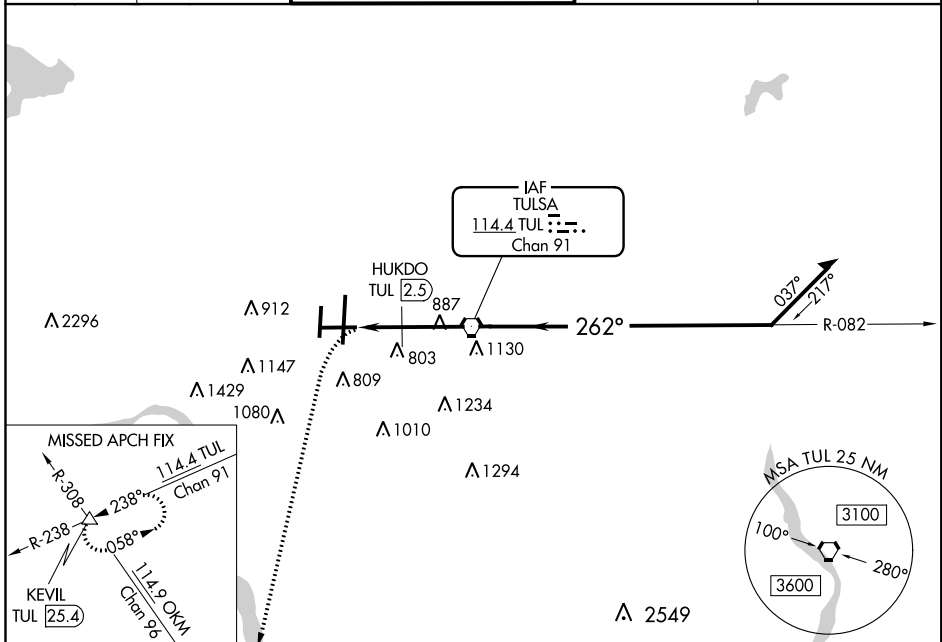 IAF
TULSA
114.4 TUL
Chan 91
HUKDO
TUL 2.5
887
912
2296
037°
217°
262°
R-082
1130
803
1147
809
1429
1080
1234
1010
1294
MISSED APCH FIX
R-308
114.4 TUL
Chan 91
238°
R-238
058°
KEVIL
TUL 25.4
114.9 OKM
Chan 96
MSA TUL 25 NM
3100
100°
280°
3600
2549